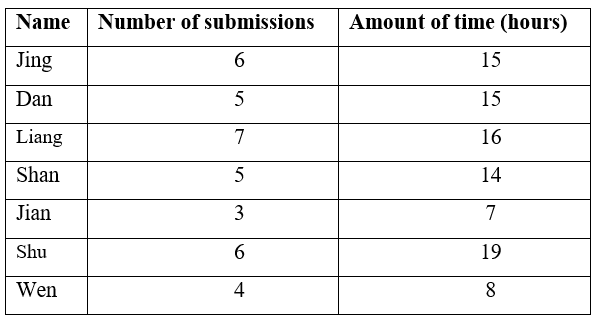 Name Number of submissions Amount of time (hours)
Jing 6 15
Dan 5 15
Liang 7 16
Shan 5 14
Jian 3 7
Shu 6 19
Wen 4 8